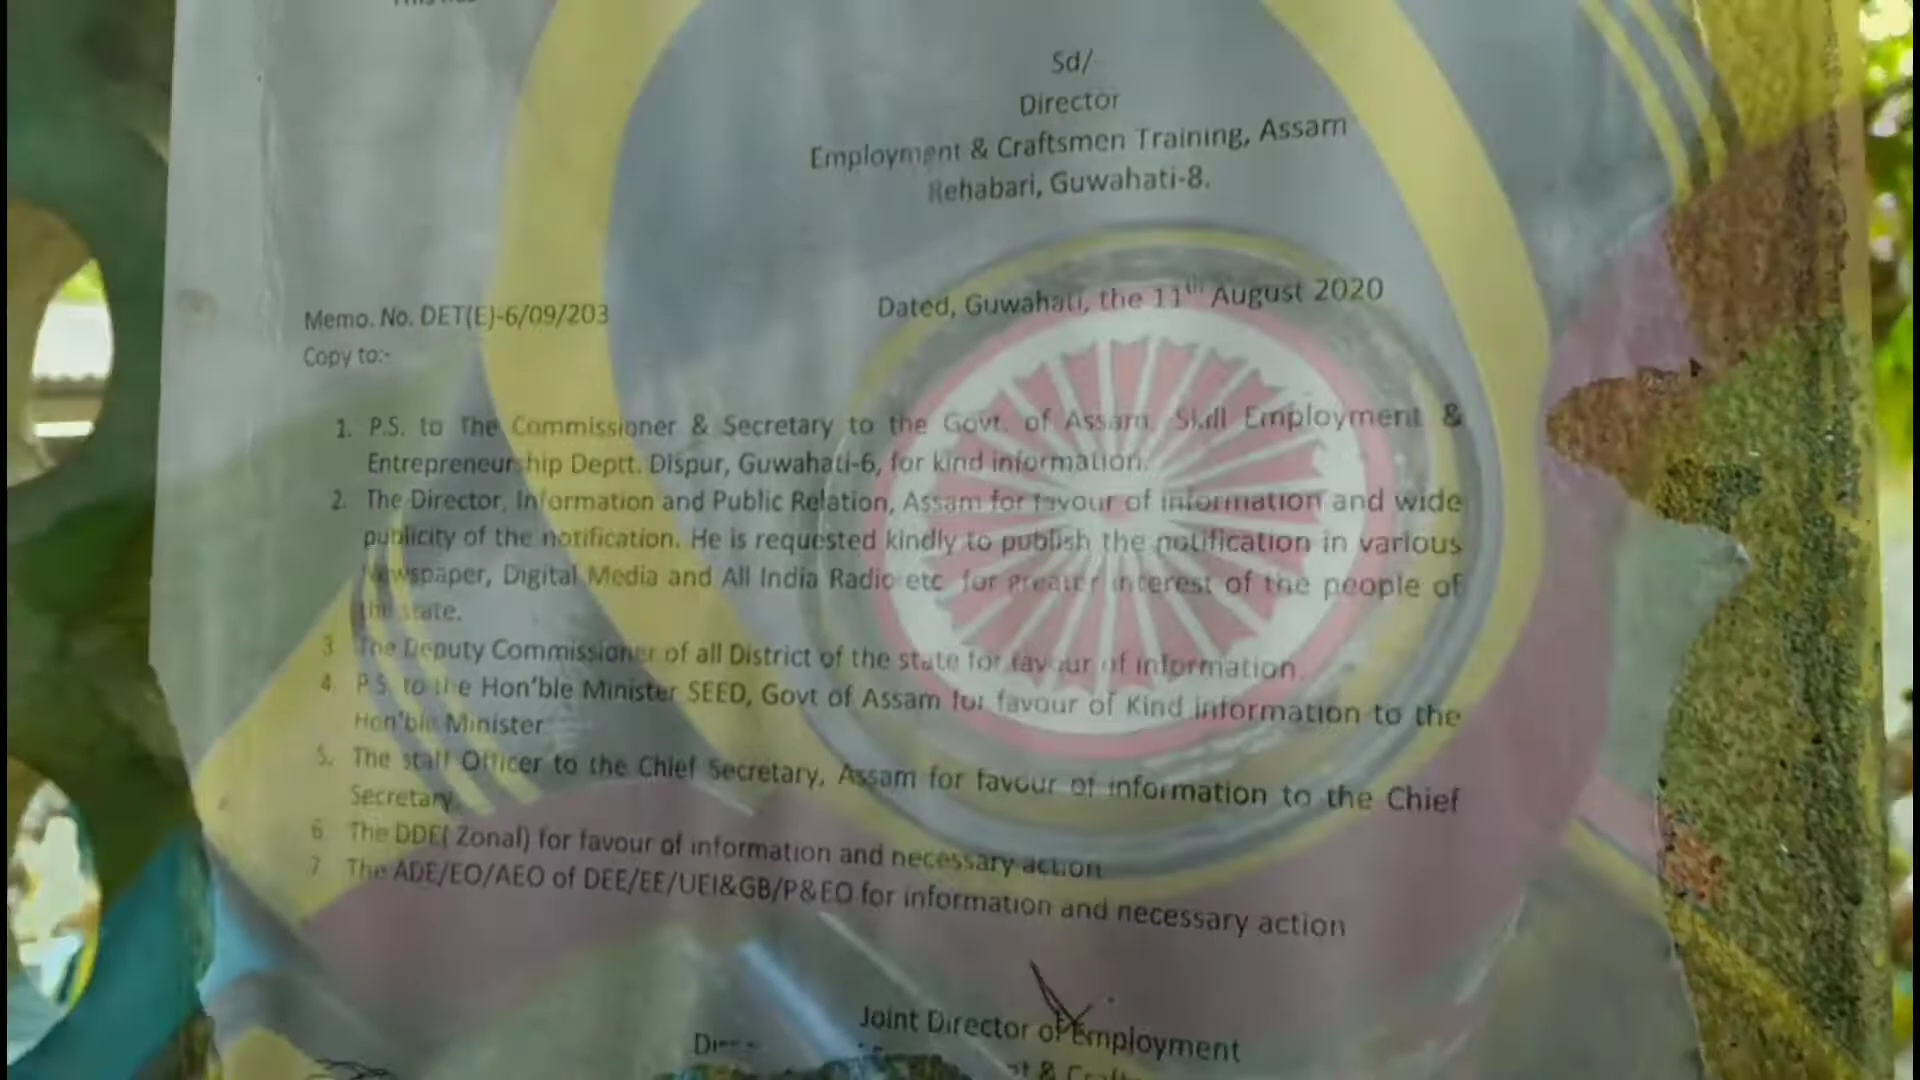 Sd/
Director
Employment & Craftsmen Training, Assam
Rehabari, Guwahati-8.
Memo. No. DET(E)-6/09/203
Dated, Guwahati, the 11th August 2020
Copy to:-
1. P.S. to The Commissioner & Secretary to the Govt. of Assam, Skill Employment &
Entrepreneurship Deptt. Dispur, Guwahati-6, for kind information.
2. The Director, Information and Public Relation, Assam for favour of information and wide
publicity of the notification. He is requested kindly to publish the notification in various
Newspaper, Digital Media and All India Radio etc for greater interest of the people of
the state.
3. The Deputy Commissioner of all District of the state for favour of information.
4. P.S. to the Hon'ble Minister SEED, Govt of Assam for favour of Kind information to the
Hon'ble Minister
5. The staff Officer to the Chief Secretary, Assam for favour of information to the Chief
Secretary
6 The DDE( Zonal) for favour of information and necessary action
7 The ADE/EO/AEO of DEE/EE/UEI&GB/P&EO for information and necessary action
Joint Director of Employment